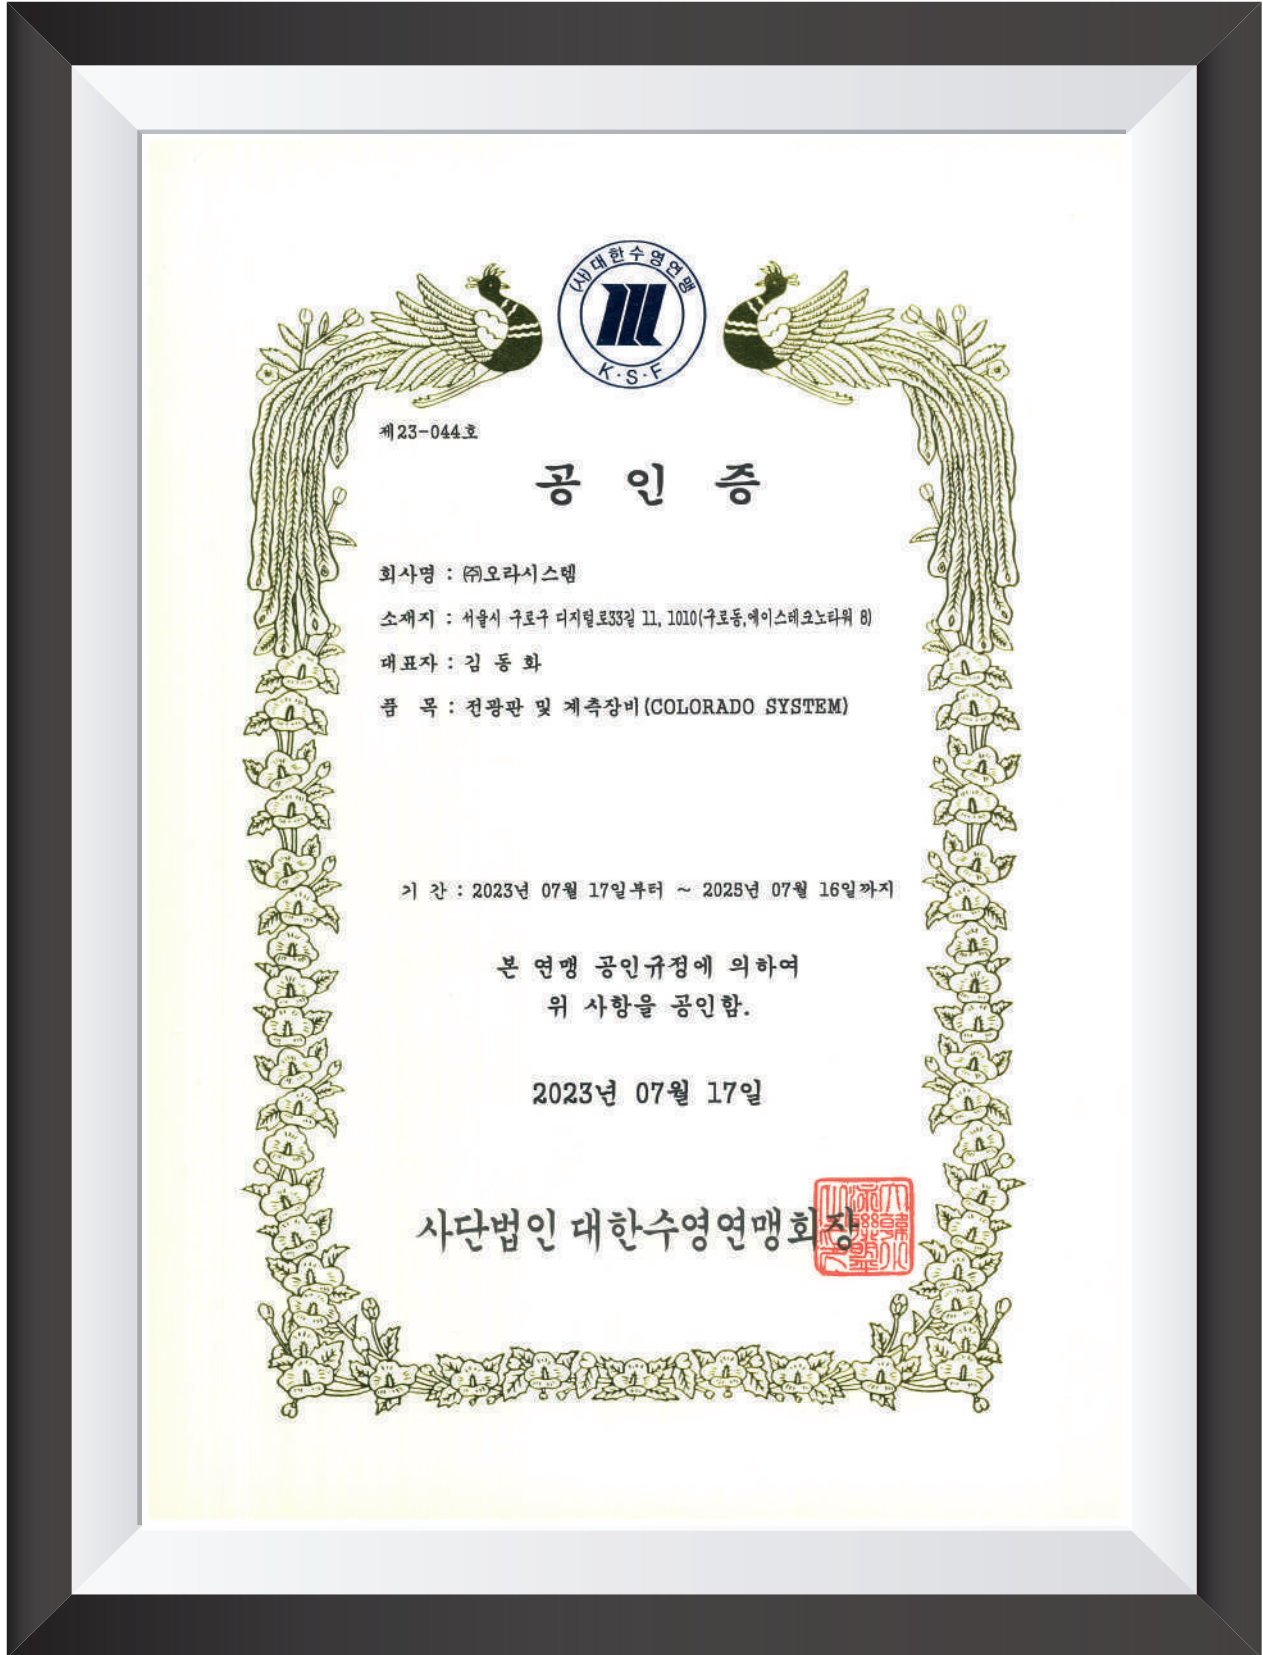 (사)대한수영연맹
K·S·F
제23-044호
공 인 증
회사명 : ㈜오라시스템
소재지 : 서울시 구로구 디지털로33길 11, 1010(구로동,에이스테크노타워 8)
대표자 : 김 동 화
품 목 : 전광판 및 계측장비(COLORADO SYSTEM)
기 간 : 2023년 07월 17일부터 ~ 2025년 07월 16일까지
본 연맹 공인규정에 의하여
위 사항을 공인함.
2023년 07월 17일
사단법인 대한수영연맹회장